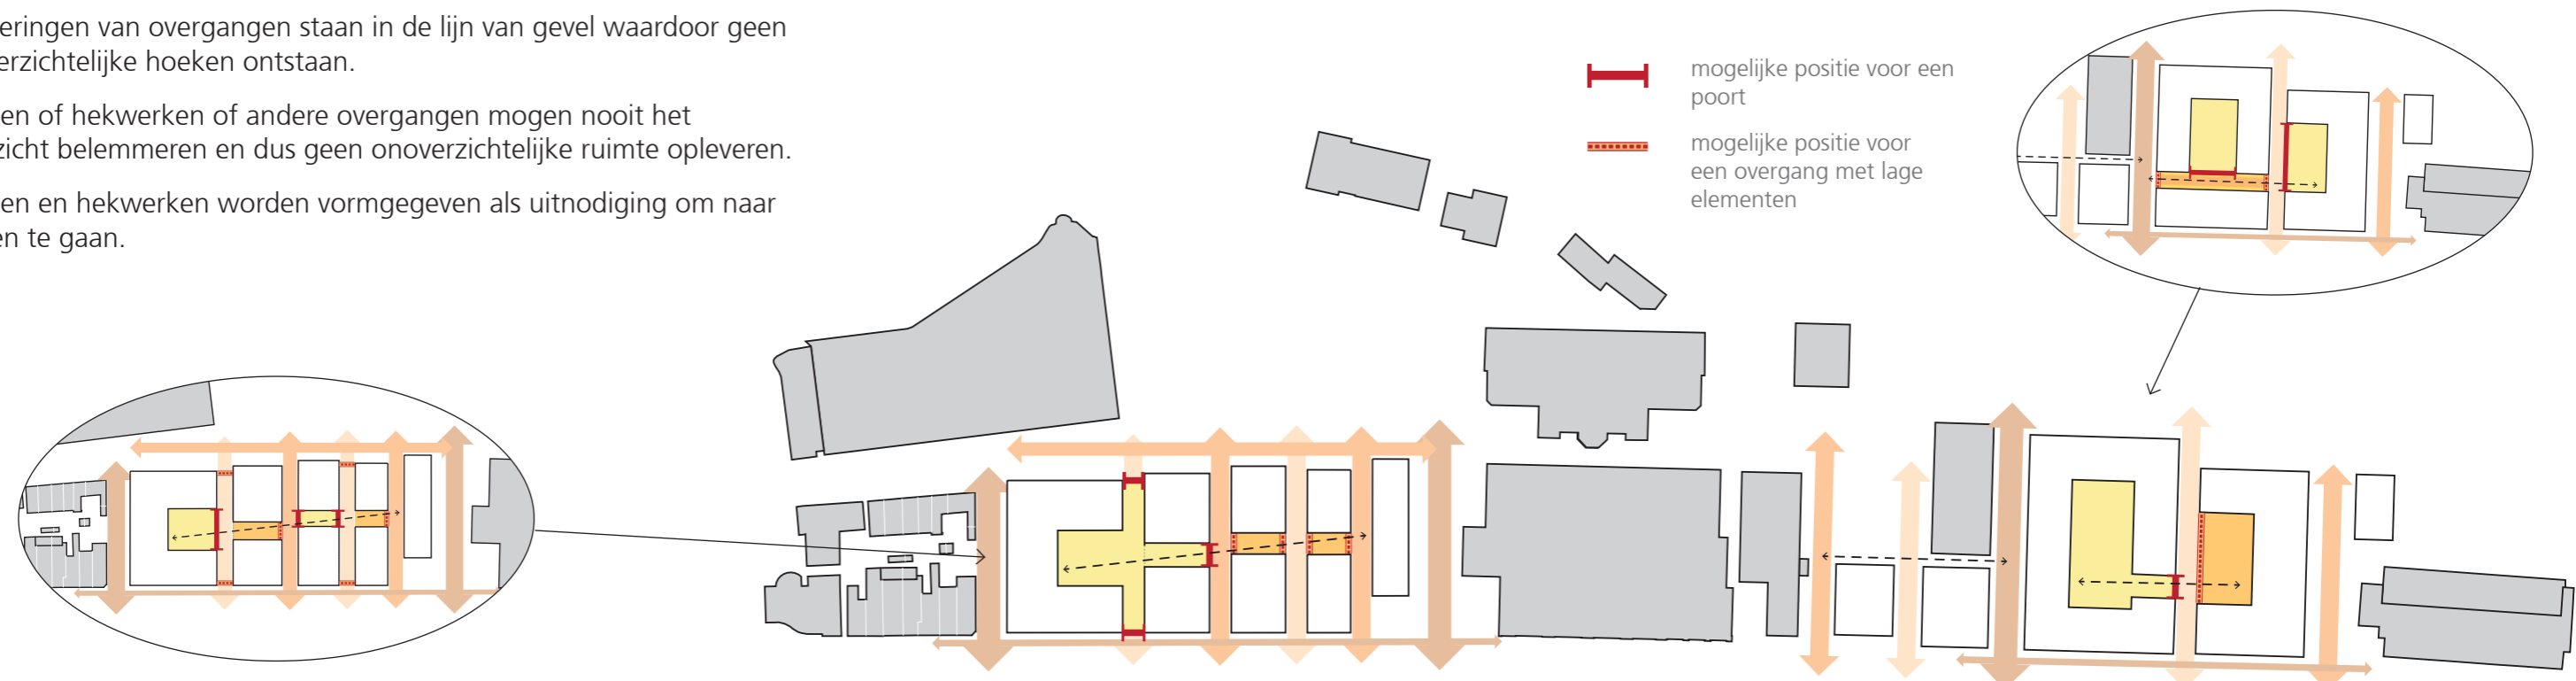 eringen van overgangen staan in de lijn van gevel waardoor geen
erzichtelijke hoeken ontstaan.
en of hekwerken of andere overgangen mogen nooit het
zicht belemmeren en dus geen onoverzichtelijke ruimte opleveren.
en en hekwerken worden vormgegeven als uitnodiging om naar
en te gaan.
mogelijke positie voor een
poort
mogelijke positie voor
een overgang met lage
elementen